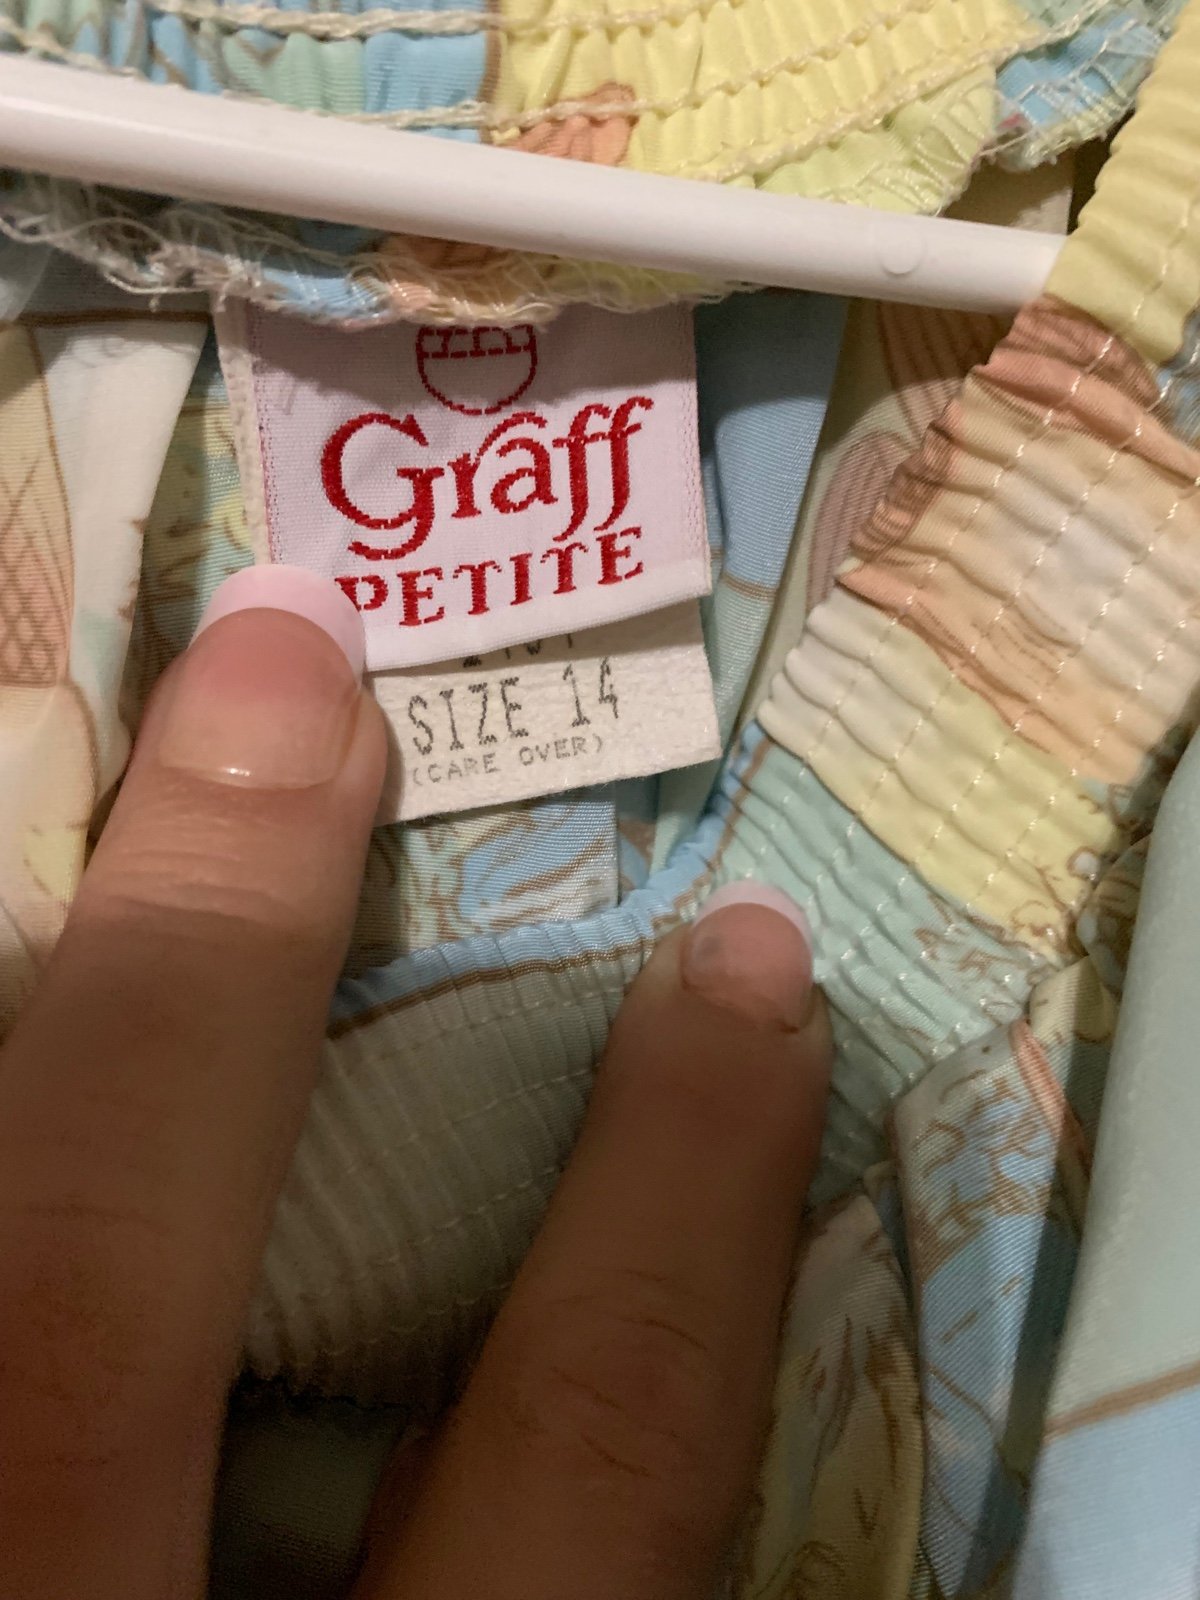 Graff
PETITE
SIZE 14
(CARE OVER)